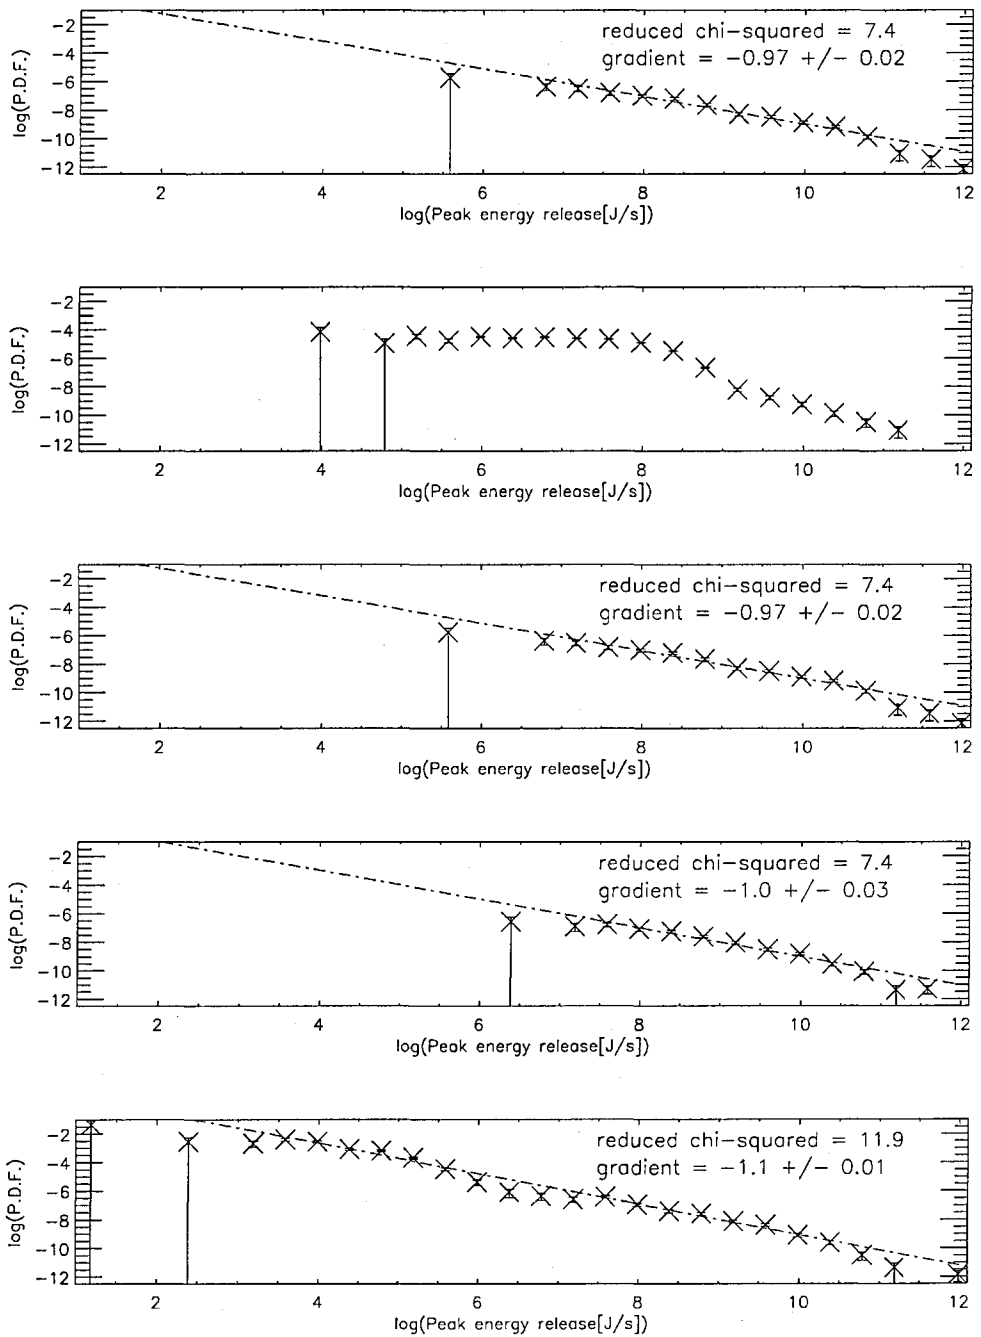 reduced chi-squared = 7.4
gradient = -0.97 +/- 0.02
log(P.D.F.)
-2
-4
-6
-8
-10
-12
2 4 6 8 10 12
log(Peak energy release[J/s])
log(P.D.F.)
-2
-4
-6
-8
-10
-12
2 4 6 8 10 12
log(Peak energy release[J/s])
reduced chi-squared = 7.4
gradient = -0.97 +/- 0.02
log(P.D.F.)
-2
-4
-6
-8
-10
-12
2 4 6 8 10 12
log(Peak energy release[J/s])
reduced chi-squared = 7.4
gradient = -1.0 +/- 0.03
log(P.D.F.)
-2
-4
-6
-8
-10
-12
2 4 6 8 10 12
log(Peak energy release[J/s])
reduced chi-squared = 11.9
gradient = -1.1 +/- 0.01
log(P.D.F.)
-2
-4
-6
-8
-10
-12
2 4 6 8 10 12
log(Peak energy release[J/s])